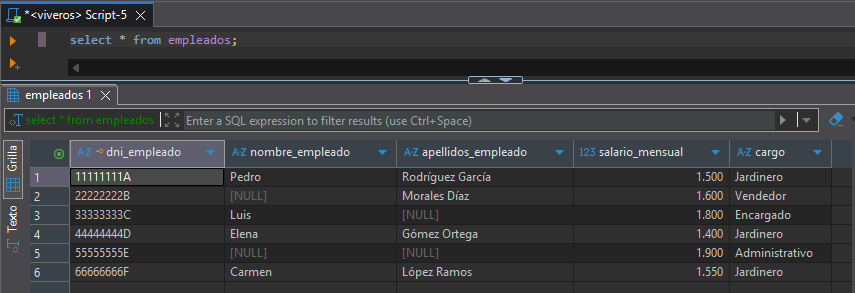 *<viveros> Script-5
select * from empleados;
empleados 1
select * from empleados Enter a SQL expression to filter results (use Ctrl+Space)
Grilla
Texto
A-Z dni_empleado A-Z nombre_empleado A-Z apellidos_empleado 123 salario_mensual A-Z cargo
1 11111111A Pedro Rodríguez García 1.500 Jardinero
2 22222222B [NULL] Morales Díaz 1.600 Vendedor
3 33333333C Luis [NULL] 1.800 Encargado
4 44444444D Elena Gómez Ortega 1.400 Jardinero
5 55555555E [NULL] [NULL] 1.900 Administrativo
6 66666666F Carmen López Ramos 1.550 Jardinero